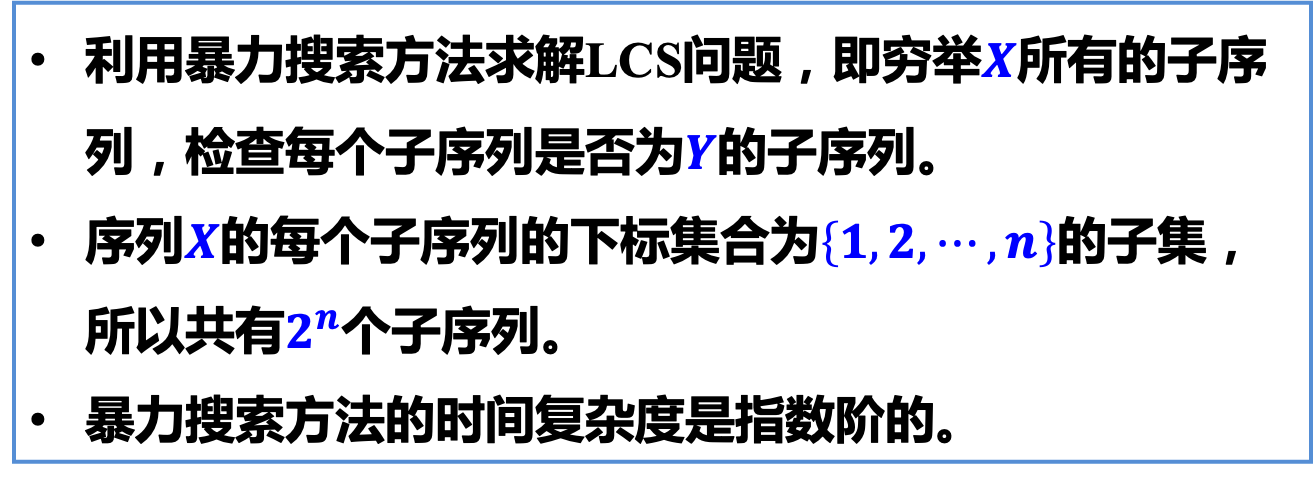 • 利用暴力搜索方法求解LCS问题，即穷举X所有的子序
列，检查每个子序列是否为Y的子序列。
• 序列X的每个子序列的下标集合为{1, 2, ⋯, n}的子集，
所以共有2ⁿ个子序列。
• 暴力搜索方法的时间复杂度是指数阶的。